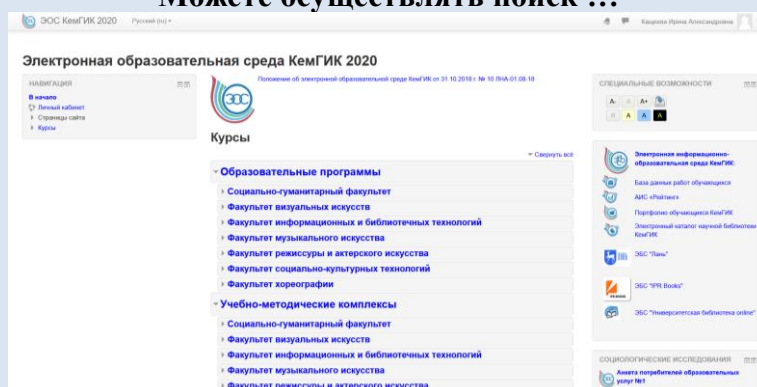 Можете осуществлять поиск …
ЭОС КемГИК 2020 Русский (ru)
Кацеева Ирина Александровна
Электронная образовательная среда КемГИК 2020
НАВИГАЦИЯ
В начало
Личный кабинет
Страницы сайта
Курсы
ЭОС
Положение об электронной образовательной среде КемГИК от 31.10.2018 г. № 10 ЛНА-01.08-18
Курсы
Свернуть всё
Образовательные программы
Социально-гуманитарный факультет
Факультет визуальных искусств
Факультет информационных и библиотечных технологий
Факультет музыкального искусства
Факультет режиссуры и актерского искусства
Факультет социально-культурных технологий
Факультет хореографии
Учебно-методические комплексы
Социально-гуманитарный факультет
Факультет визуальных искусств
Факультет информационных и библиотечных технологий
Факультет музыкального искусства
Факультет режиссуры и актерского искусства
СПЕЦИАЛЬНЫЕ ВОЗМОЖНОСТИ
A- A A+
A A A A
Электронная информационно-
образовательная среда КемГИК:
База данных работ обучающихся
АИС «Рейтинг»
Портфолио обучающихся КемГИК
Электронный каталог научной библиотеки
КемГИК
ЭБС "Лань"
ЭБС "IPR Books"
ЭБС "Университетская библиотека online"
СОЦИОЛОГИЧЕСКИЕ ИССЛЕДОВАНИЯ
Анкета потребителей образовательных
услуг №1